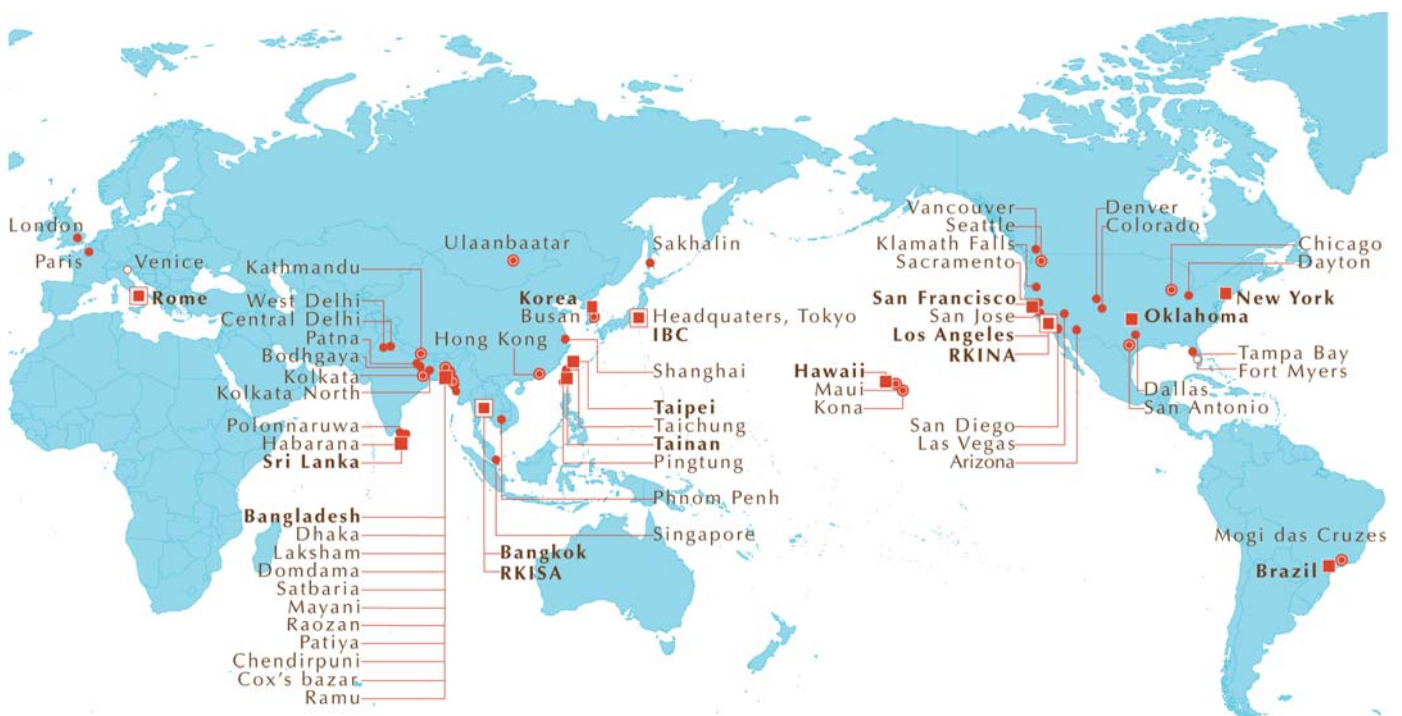 London
Paris
Venice
Rome
Ulaanbaatar
Kathmandu
West Delhi
Central Delhi
Patna
Bodhgaya
Kolkata
Kolkata North
Hong Kong
Polonnaruwa
Habarana
Sri Lanka
Bangladesh
Dhaka
Laksham
Domdama
Satbaria
Mayani
Raozan
Patiya
Chendirpuni
Cox's bazar
Ramu
Sakhalin
Korea
Busan
Headquaters, Tokyo
IBC
Shanghai
Taipei
Taichung
Tainan
Pingtung
Phnom Penh
Singapore
Bangkok
RKISA
Vancouver
Seattle
Klamath Falls
Sacramento
San Francisco
San Jose
Los Angeles
RKINA
Hawaii
Maui
Kona
San Diego
Las Vegas
Arizona
Denver
Colorado
Chicago
Dayton
New York
Oklahoma
Tampa Bay
Fort Myers
Dallas
San Antonio
Mogi das Cruzes
Brazil